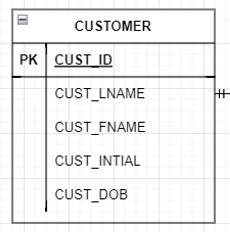 CUSTOMER
PK CUST_ID
CUST_LNAME
CUST_FNAME
CUST_INTIAL
CUST_DOB